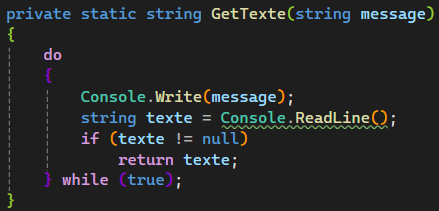 private static string GetTexte(string message)
{
do
{
Console.Write(message);
string texte = Console.ReadLine();
if (texte != null)
return texte;
} while (true);
}